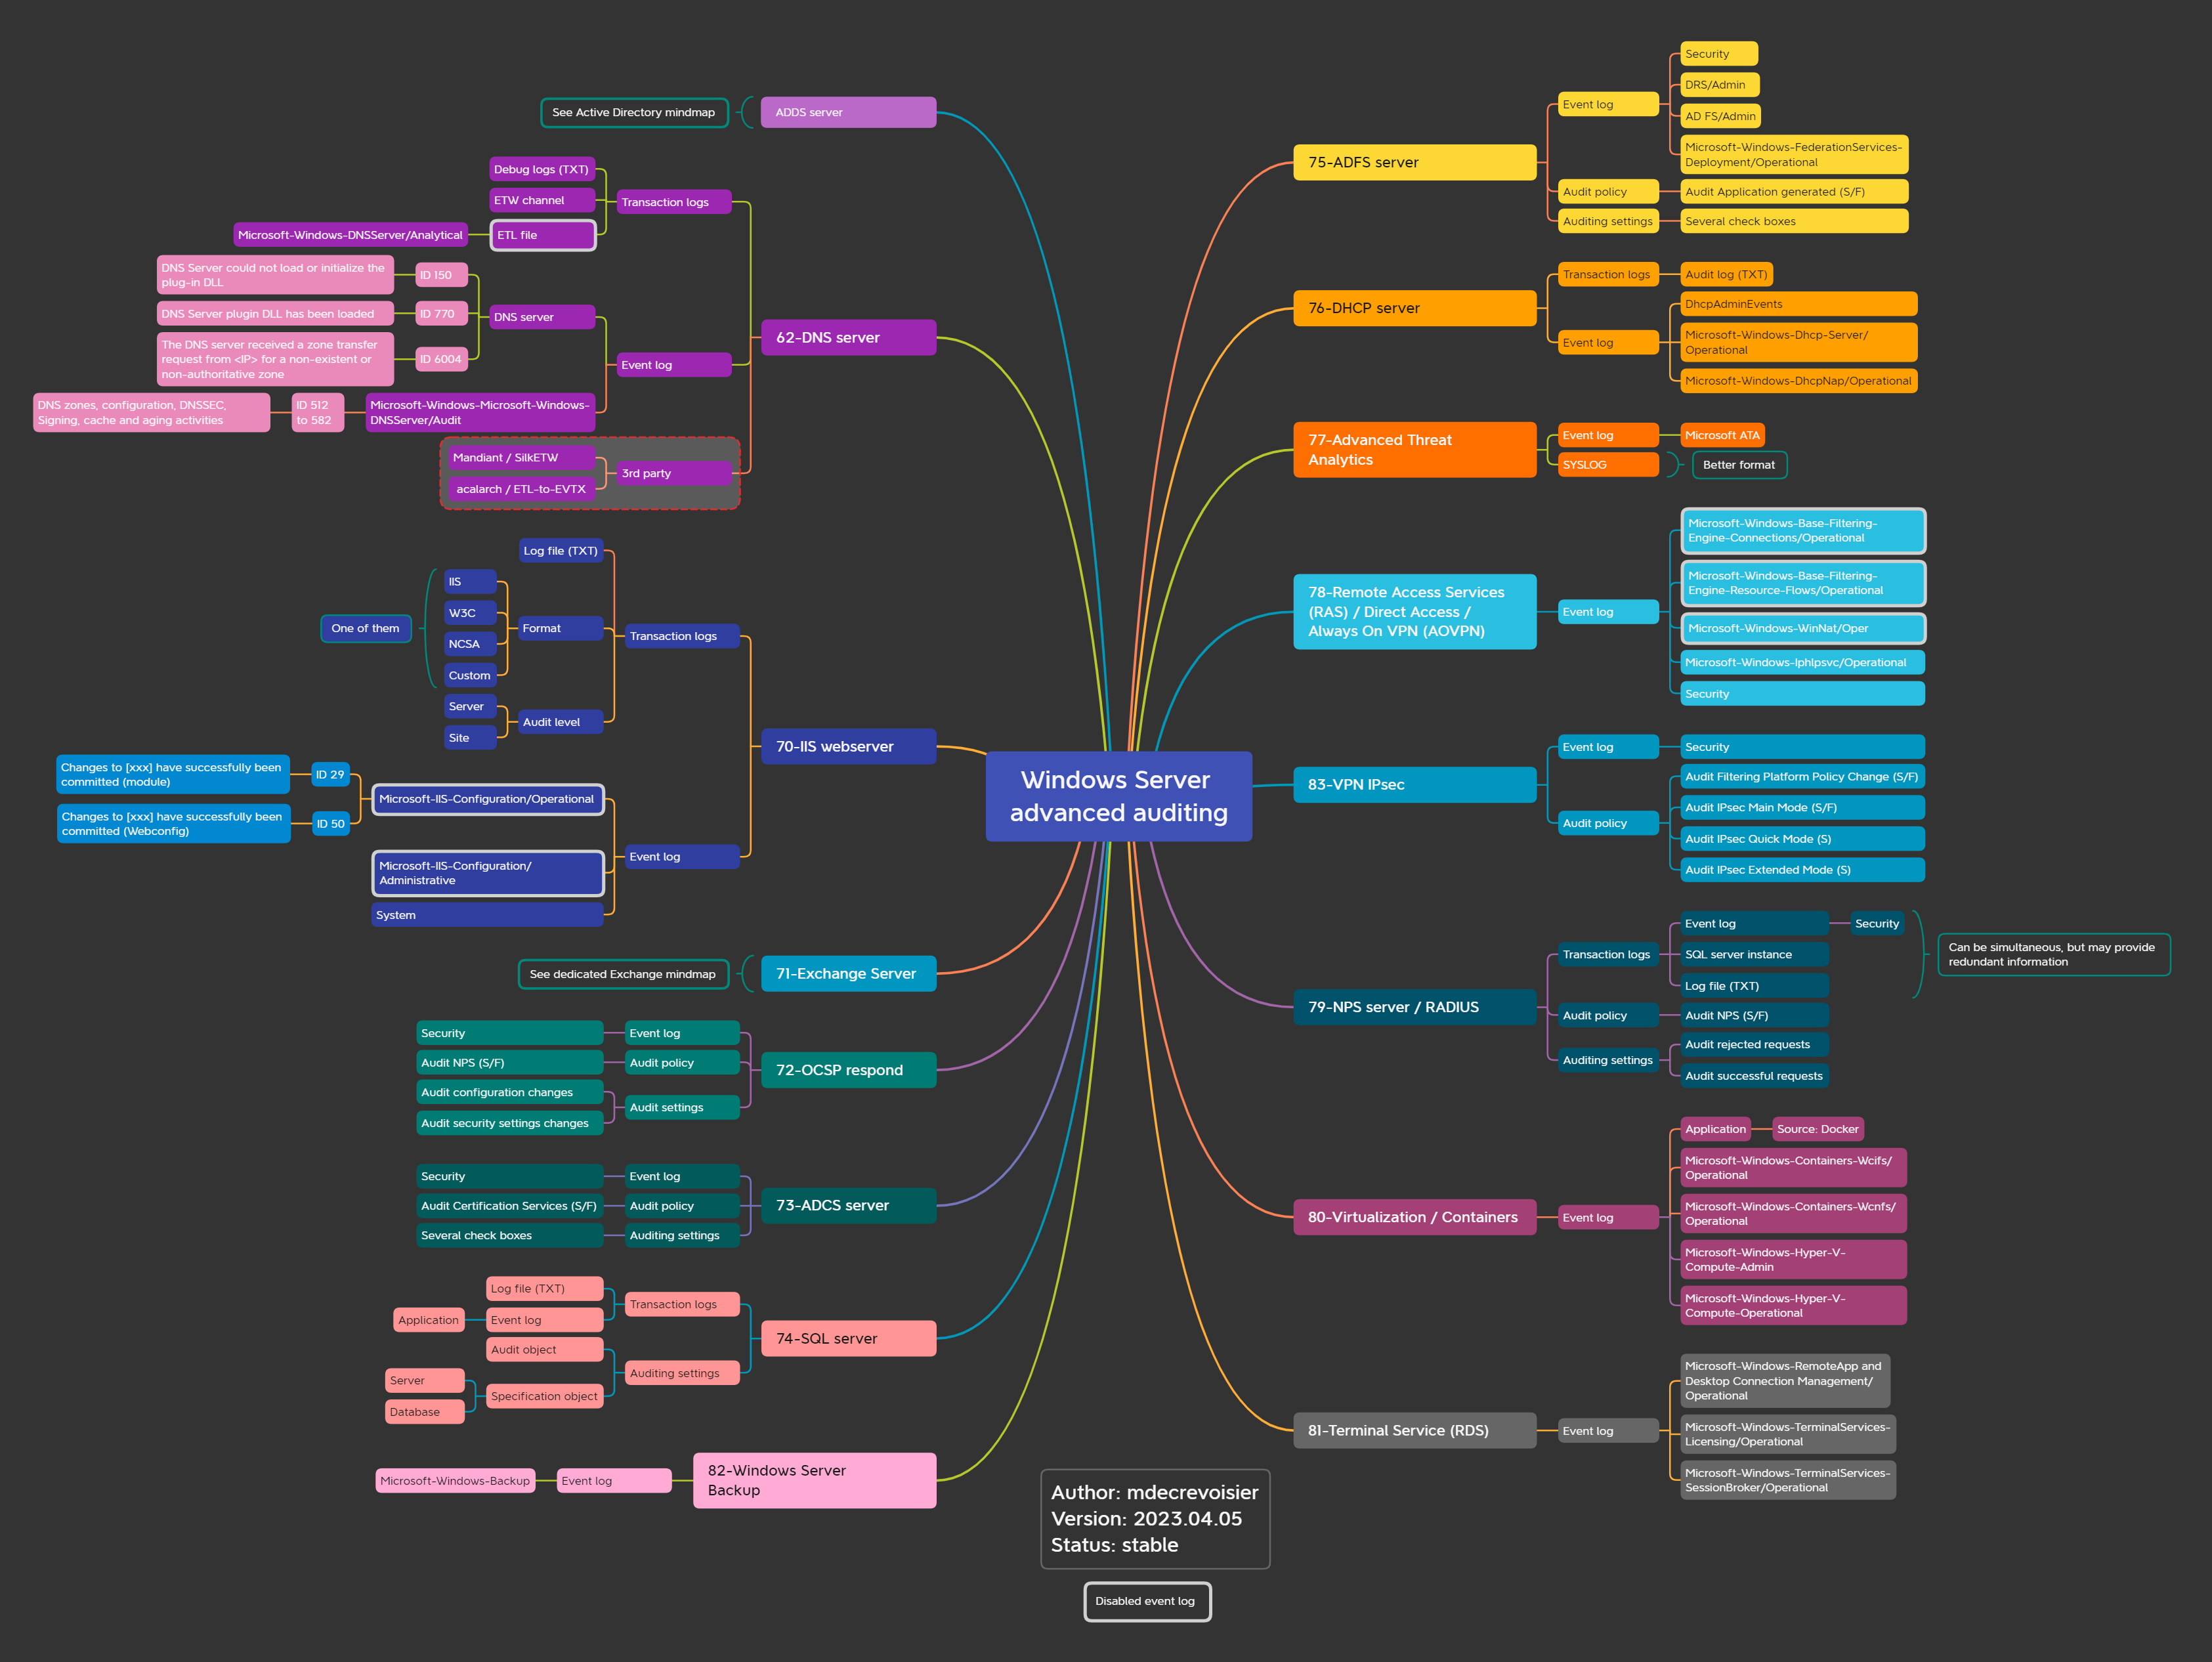 Windows Server
advanced auditing
ADDS server
See Active Directory mindmap
62-DNS server
Transaction logs
Debug logs (TXT)
ETW channel
ETL file
Microsoft-Windows-DNSServer/Analytical
Event log
DNS server
ID 150
DNS Server could not load or initialize the
plug-in DLL
ID 770
DNS Server plugin DLL has been loaded
ID 6004
The DNS server received a zone transfer
request from <IP> for a non-existent or
non-authoritative zone
Microsoft-Windows-Microsoft-Windows-
DNSServer/Audit
ID 512
to 582
DNS zones, configuration, DNSSEC,
Signing, cache and aging activities
3rd party
Mandiant / SilkETW
acalarch / ETL-to-EVTX
70-IIS webserver
Transaction logs
Log file (TXT)
Format
IIS
W3C
NCSA
Custom
One of them
Audit level
Server
Site
Event log
Microsoft-IIS-Configuration/Operational
ID 29
Changes to [xxx] have successfully been
committed (module)
ID 50
Changes to [xxx] have successfully been
committed (Webconfig)
Microsoft-IIS-Configuration/
Administrative
System
71-Exchange Server
See dedicated Exchange mindmap
72-OCSP respond
Event log
Security
Audit policy
Audit NPS (S/F)
Audit settings
Audit configuration changes
Audit security settings changes
73-ADCS server
Event log
Security
Audit policy
Audit Certification Services (S/F)
Auditing settings
Several check boxes
74-SQL server
Transaction logs
Log file (TXT)
Event log
Application
Auditing settings
Audit object
Specification object
Server
Database
82-Windows Server
Backup
Event log
Microsoft-Windows-Backup
75-ADFS server
Event log
Security
DRS/Admin
AD FS/Admin
Microsoft-Windows-FederationServices-
Deployment/Operational
Audit policy
Audit Application generated (S/F)
Auditing settings
Several check boxes
76-DHCP server
Transaction logs
Audit log (TXT)
Event log
DhcpAdminEvents
Microsoft-Windows-Dhcp-Server/
Operational
Microsoft-Windows-DhcpNap/Operational
77-Advanced Threat
Analytics
Event log
Microsoft ATA
SYSLOG
Better format
78-Remote Access Services
(RAS) / Direct Access /
Always On VPN (AOVPN)
Event log
Microsoft-Windows-Base-Filtering-
Engine-Connections/Operational
Microsoft-Windows-Base-Filtering-
Engine-Resource-Flows/Operational
Microsoft-Windows-WinNat/Oper
Microsoft-Windows-Iphlpsvc/Operational
Security
83-VPN IPsec
Event log
Security
Audit policy
Audit Filtering Platform Policy Change (S/F)
Audit IPsec Main Mode (S/F)
Audit IPsec Quick Mode (S)
Audit IPsec Extended Mode (S)
79-NPS server / RADIUS
Transaction logs
Event log
Security
SQL server instance
Log file (TXT)
Can be simultaneous, but may provide
redundant information
Audit policy
Audit NPS (S/F)
Auditing settings
Audit rejected requests
Audit successful requests
80-Virtualization / Containers
Event log
Application
Source: Docker
Microsoft-Windows-Containers-Wcifs/
Operational
Microsoft-Windows-Containers-Wcnfs/
Operational
Microsoft-Windows-Hyper-V-
Compute-Admin
Microsoft-Windows-Hyper-V-
Compute-Operational
81-Terminal Service (RDS)
Event log
Microsoft-Windows-RemoteApp and
Desktop Connection Management/
Operational
Microsoft-Windows-TerminalServices-
Licensing/Operational
Microsoft-Windows-TerminalServices-
SessionBroker/Operational
Author: mdecrevoisier
Version: 2023.04.05
Status: stable
Disabled event log